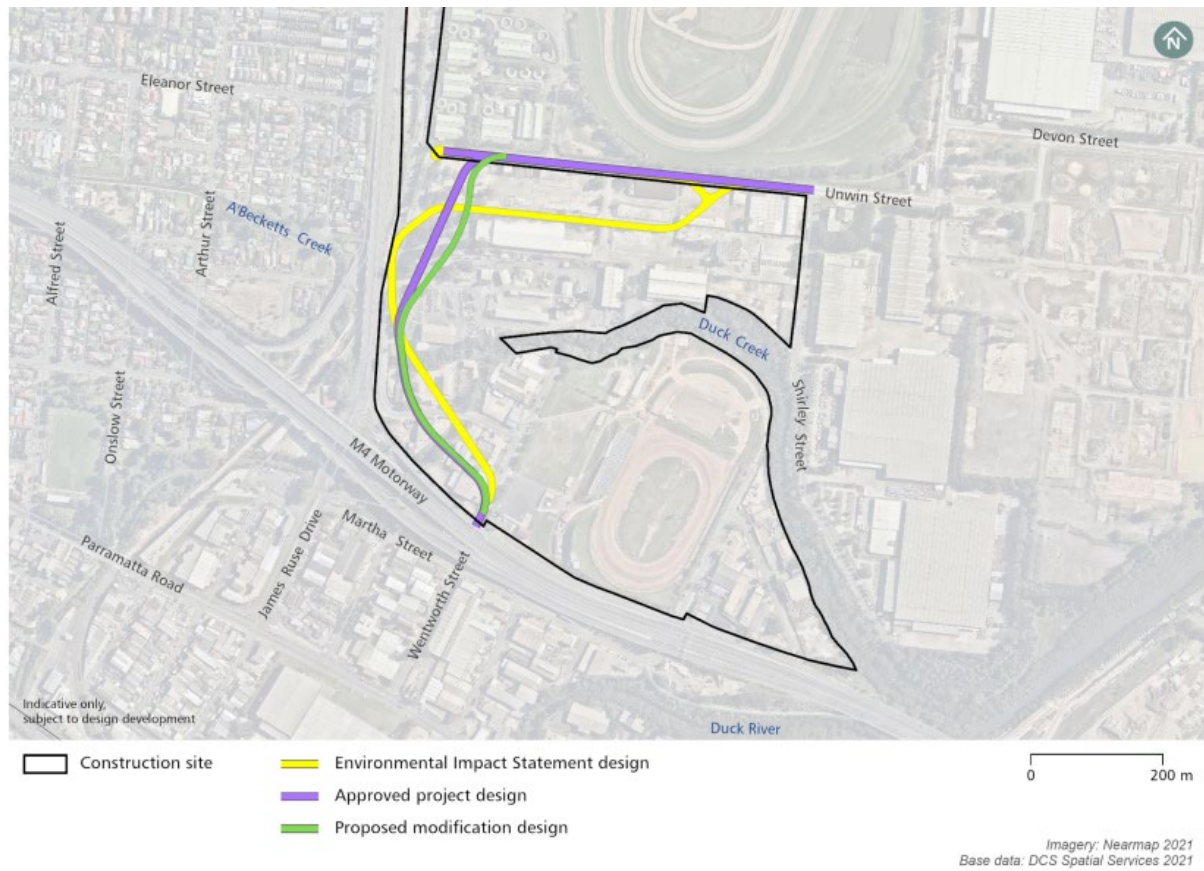 N
Eleanor Street
Devon Street
Unwin Street
A'Becketts Creek
Arthur Street
Alfred Street
Duck Creek
Shirley Street
Onslow Street
M4 Motorway
Martha Street
Parramatta Road
James Ruse Drive
Wentworth Street
Indicative only,
subject to design development
Duck River
Construction site
Environmental Impact Statement design
Approved project design
Proposed modification design
0 200 m
Imagery: Nearmap 2021
Base data: DCS Spatial Services 2021